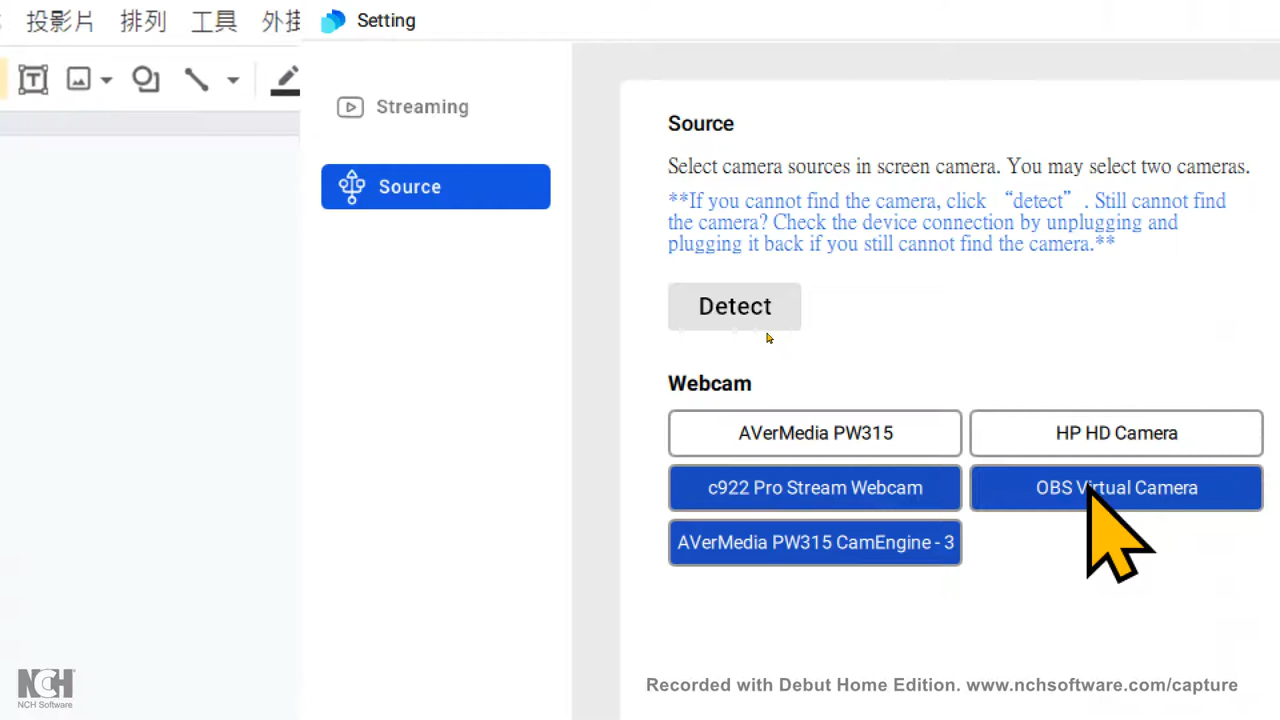 投影片 排列 工具
Setting
Streaming
Source
Source
Select camera sources in screen camera. You may select two cameras.
**If you cannot find the camera, click “detect”. Still cannot find
the camera? Check the device connection by unplugging and
plugging it back if you still cannot find the camera.**
Detect
Webcam
AVerMedia PW315 HP HD Camera
c922 Pro Stream Webcam OBS Virtual Camera
AVerMedia PW315 CamEngine - 3
NCH
NCH Software
Recorded with Debut Home Edition. www.nchsoftware.com/capture